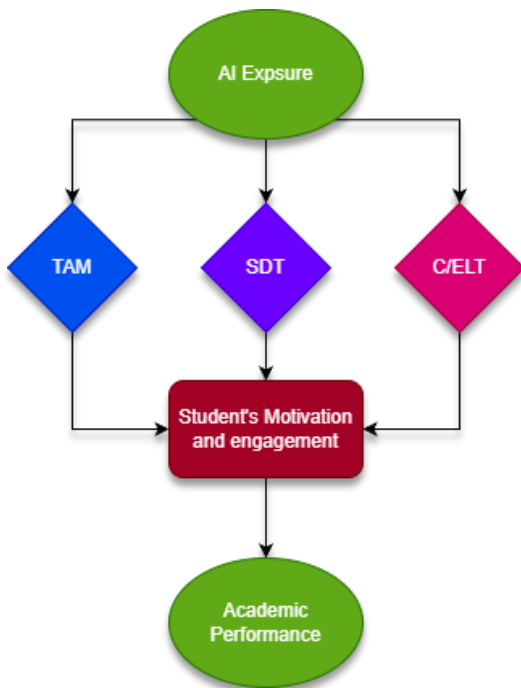 AI Expsure
TAM
SDT
C/ELT
Student's Motivation
and engagement
Academic
Performance